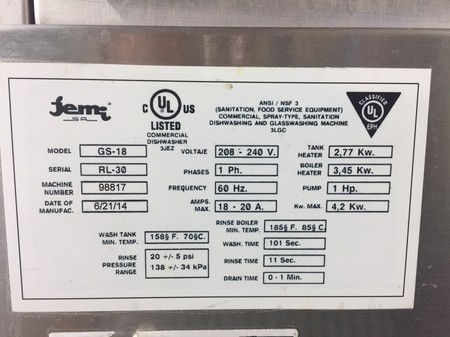 femi
S.A.
C UL US
LISTED
COMMERCIAL
DISHWASHER
3JEZ
ANSI / NSF 3
(SANITATION, FOOD SERVICE EQUIPMENT)
COMMERCIAL, SPRAY-TYPE, SANITATION
DISHWASHING AND GLASSWASHING MACHINE
3LGC
CLASSIFIED
UL
EPH
MODEL GS-18 VOLTAJE 208 - 240 V. TANK HEATER 2,77 Kw.
SERIAL RL-30 PHASES 1 Ph. BOILER HEATER 3,45 Kw.
MACHINE NUMBER 98817 FREQUENCY 60 Hz. PUMP 1 Hp.
DATE OF MANUFAC. 6/21/14 AMPS. MAX. 18 - 20 A. Kw. MAX. 4,2 Kw.
WASH TANK MIN. TEMP. 158§ F. 70§C. RINSE BOILER MIN. TEMP. 185§ F. 85§ C.
WASH TIME 101 Sec.
RINSE PRESSURE RANGE 20 +/- 5 psi 138 +/- 34 kPa RINSE TIME 11 Sec.
DRAIN TIME 0 - 1 Min.